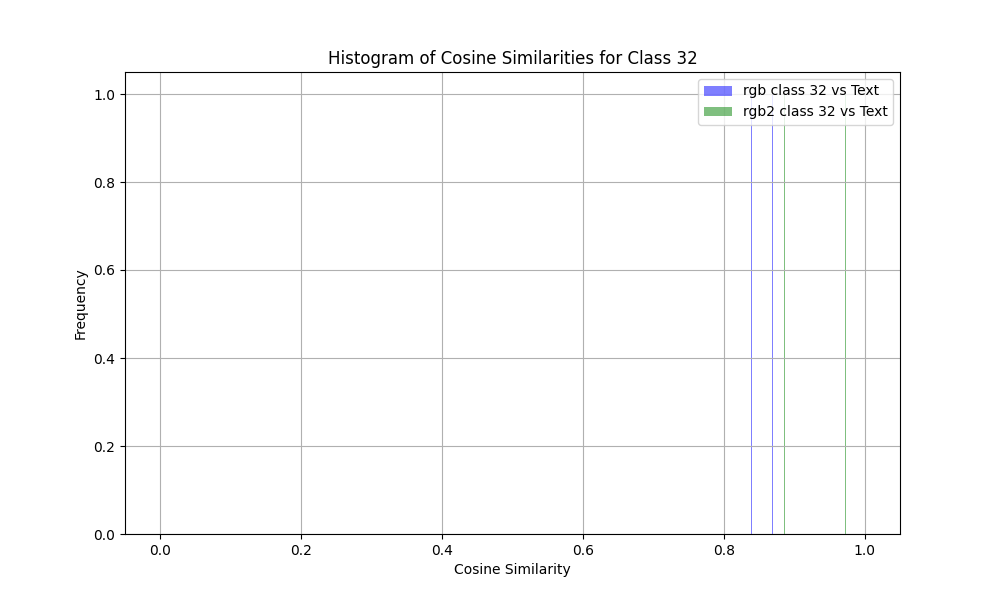 Histogram of Cosine Similarities for Class 32
rgb class 32 vs Text
rgb2 class 32 vs Text
1.0
0.8
0.6
0.4
0.2
0.0
Frequency
0.0 0.2 0.4 0.6 0.8 1.0
Cosine Similarity